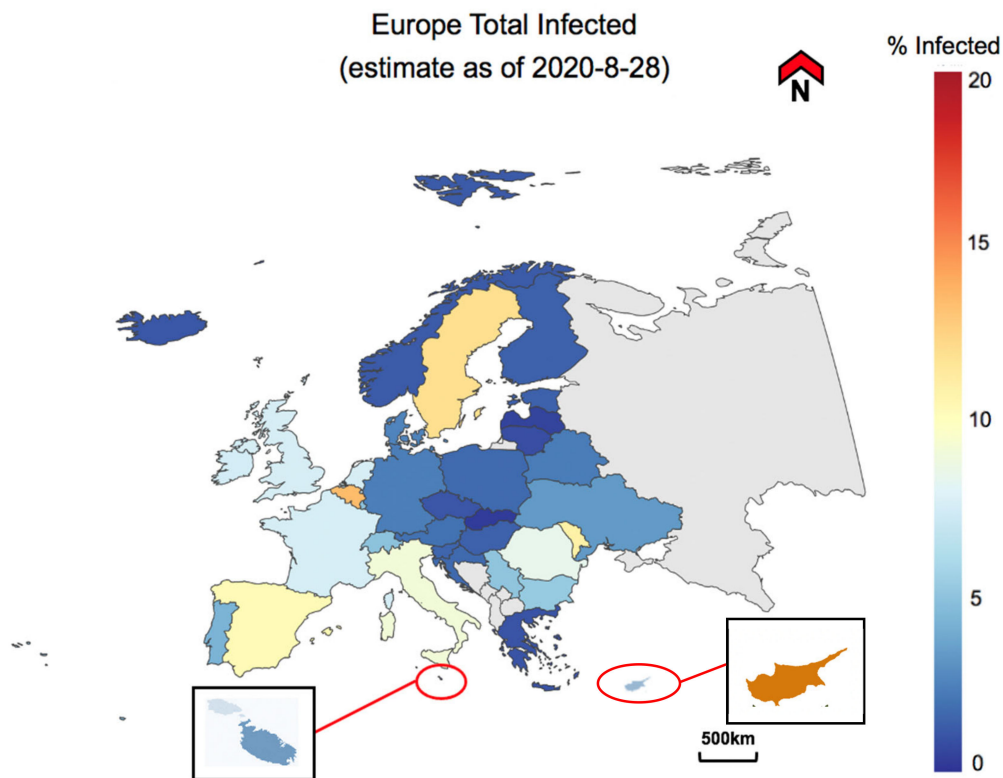 Europe Total Infected
(estimate as of 2020-8-28)
% Infected
N
20
15
10
5
0
500km